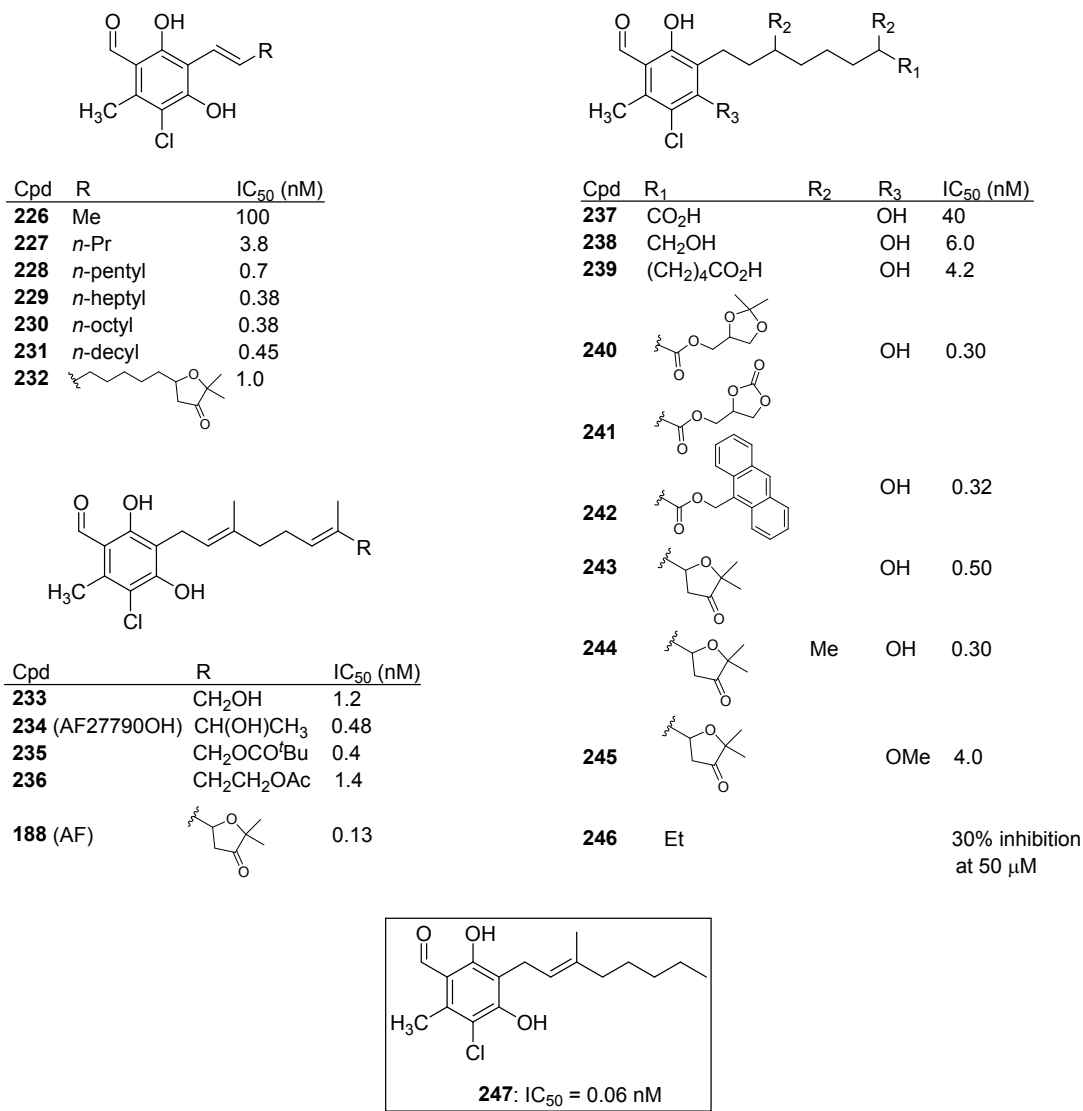 O OH R H₃C OH Cl
Cpd R IC₅₀ (nM)
226 Me 100
227 n-Pr 3.8
228 n-pentyl 0.7
229 n-heptyl 0.38
230 n-octyl 0.38
231 n-decyl 0.45
232 O O 1.0
O OH R H₃C OH Cl
Cpd R IC₅₀ (nM)
233 CH₂OH 1.2
234 (AF27790OH) CH(OH)CH₃ 0.48
235 CH₂OCOᵗBu 0.4
236 CH₂CH₂OAc 1.4
188 (AF) O O 0.13
O OH R₂ R₂ R₁ H₃C R₃ Cl
Cpd R₁ R₂ R₃ IC₅₀ (nM)
237 CO₂H OH 40
238 CH₂OH OH 6.0
239 (CH₂)₄CO₂H OH 4.2
240 O O O O OH 0.30
241 O O O O O
242 O O OH 0.32
243 O O OH 0.50
244 O O Me OH 0.30
245 O O OMe 4.0
246 Et 30% inhibition
at 50 μM
O OH H₃C OH Cl
247: IC₅₀ = 0.06 nM